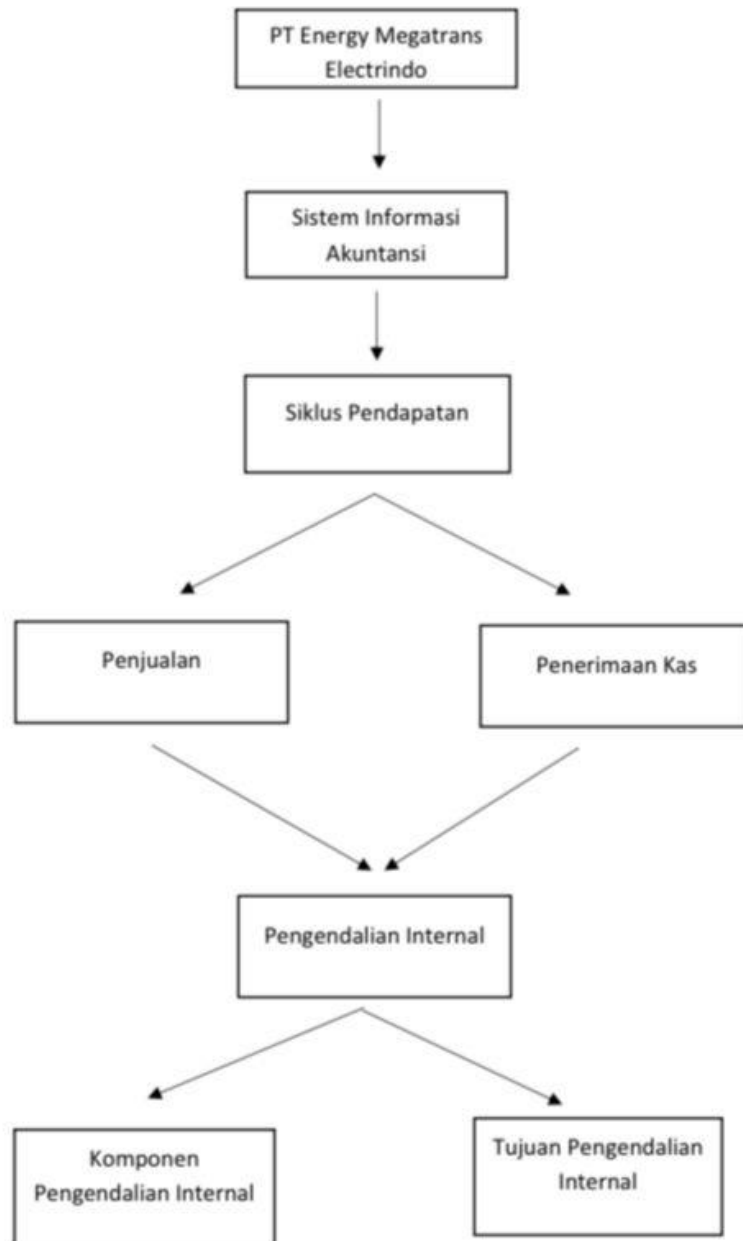 PT Energy Megatrans
Electrindo
Sistem Informasi
Akuntansi
Siklus Pendapatan
Penjualan
Penerimaan Kas
Pengendalian Internal
Komponen
Pengendalian Internal
Tujuan Pengendalian
Internal